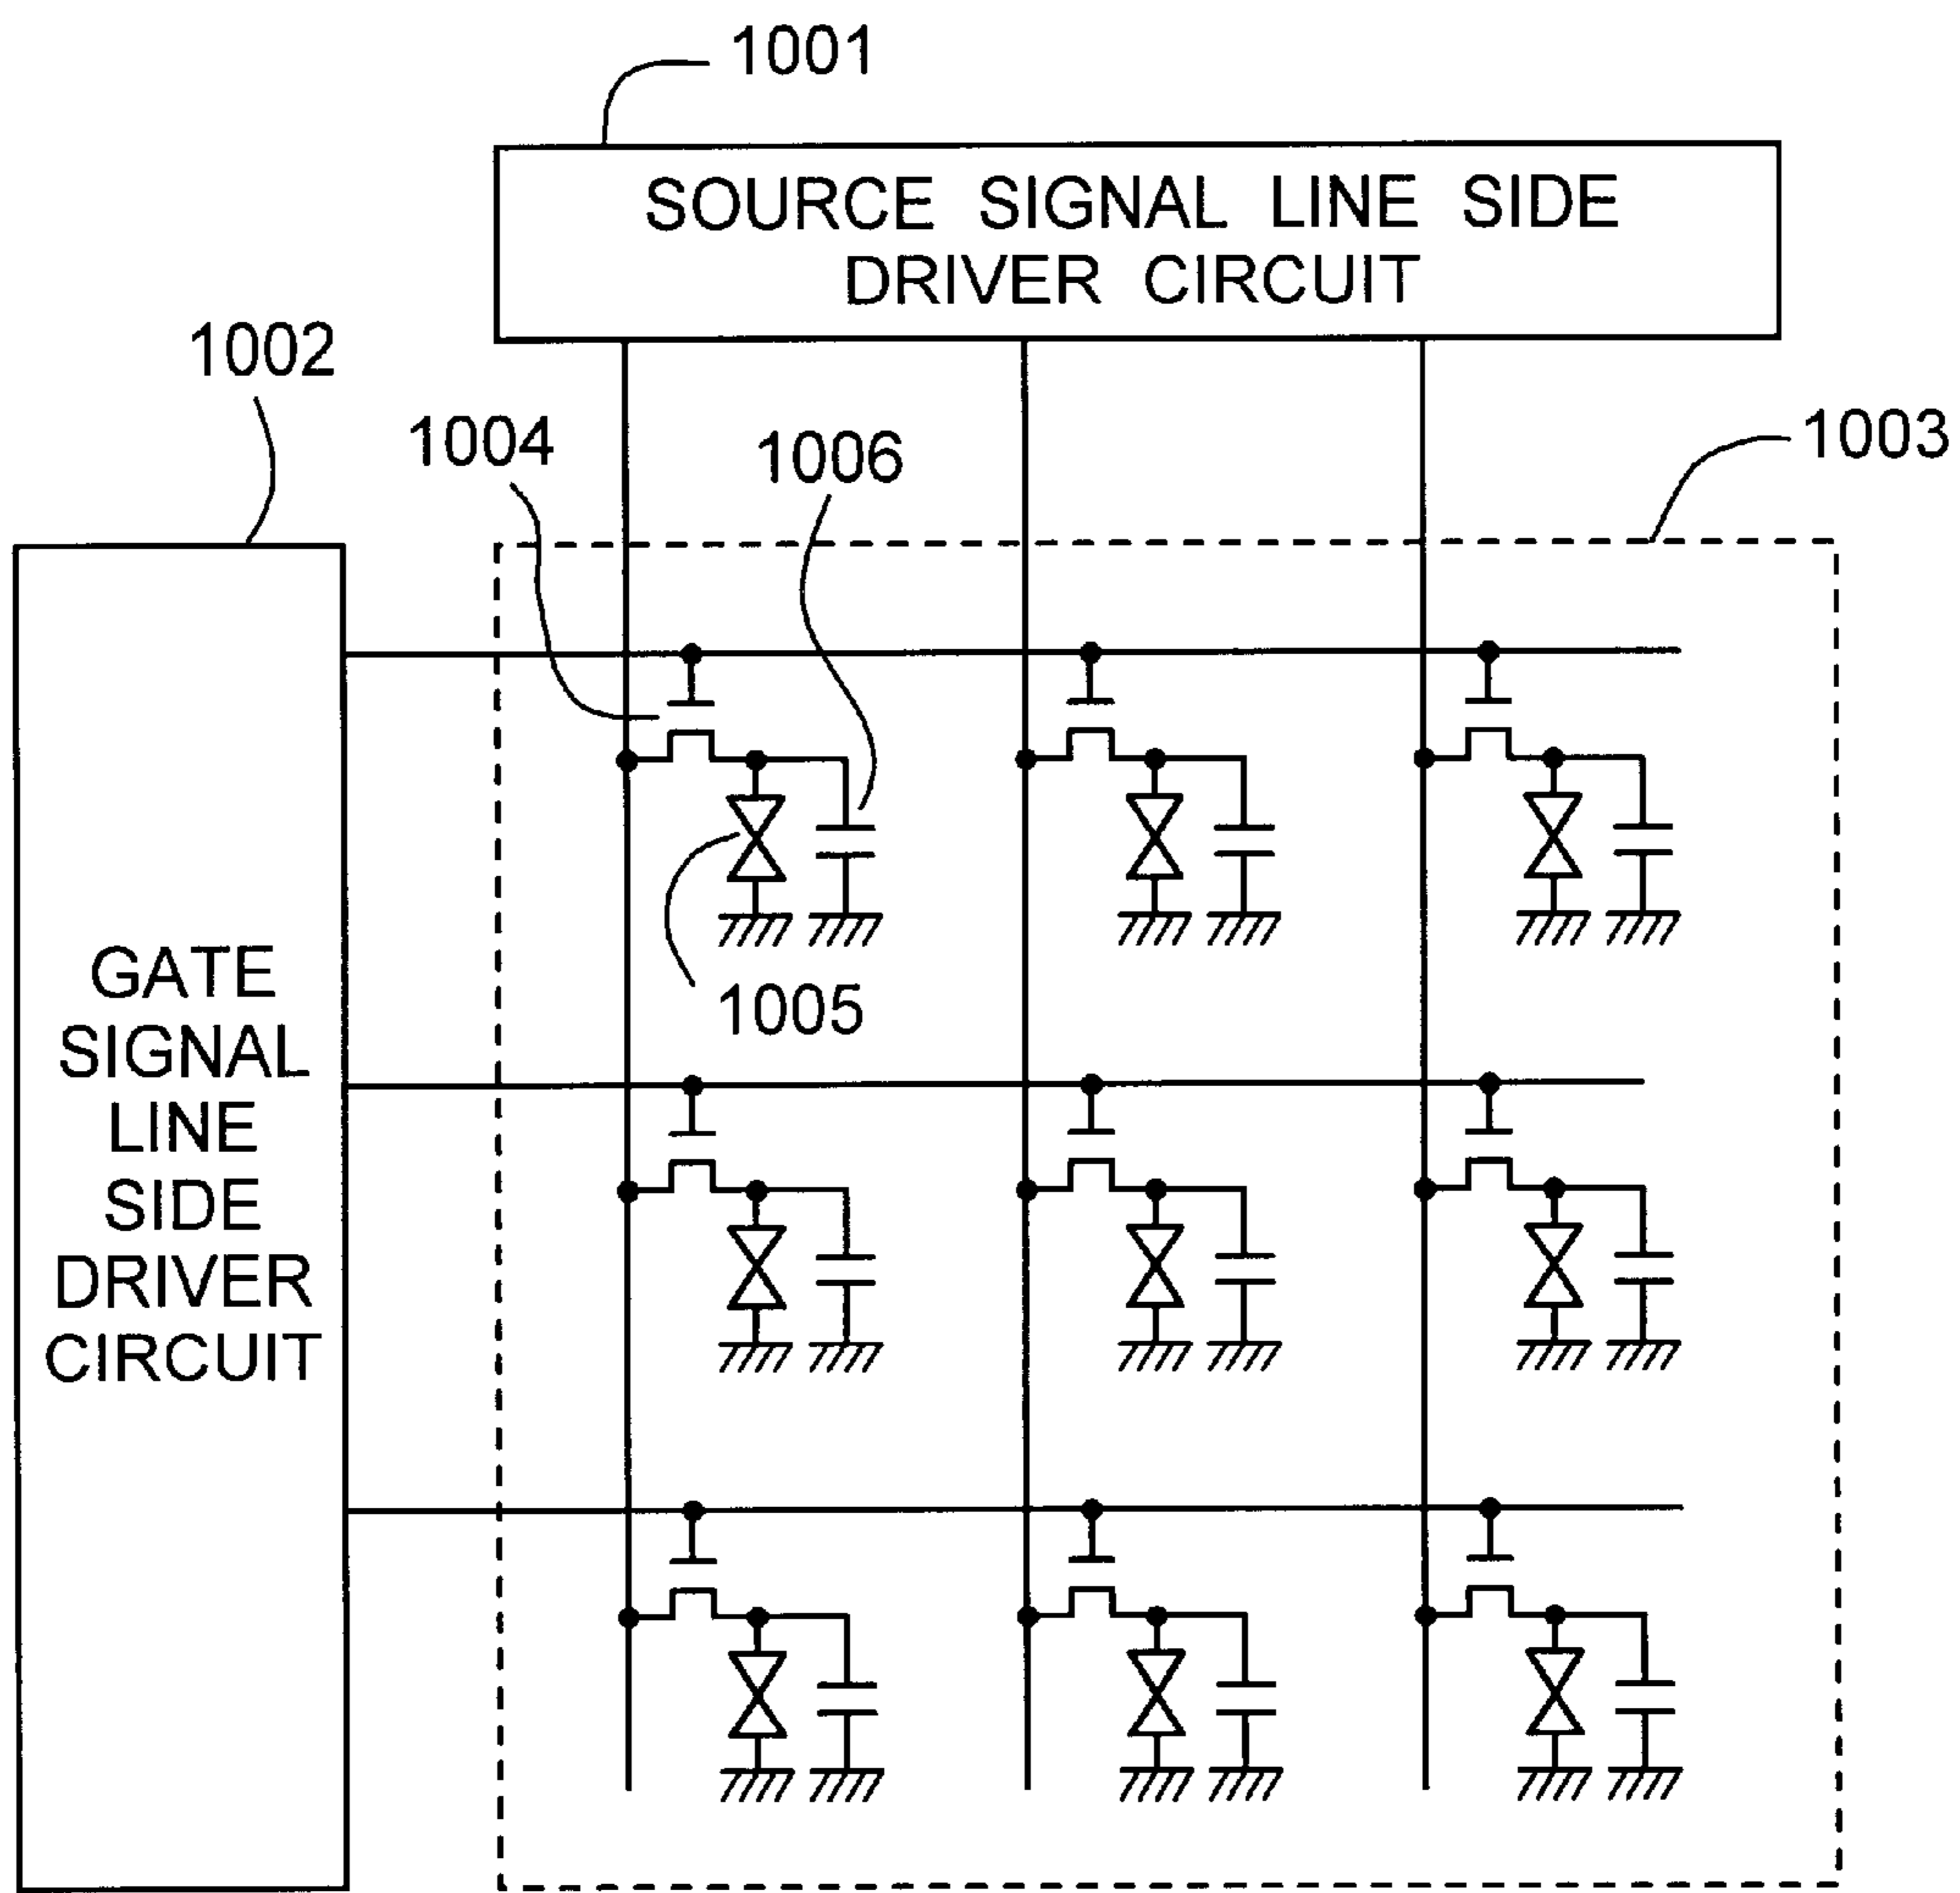 1001
SOURCE SIGNAL LINE SIDE
DRIVER CIRCUIT
1002
1004
1006
1003
1005
GATE
SIGNAL
LINE
SIDE
DRIVER
CIRCUIT